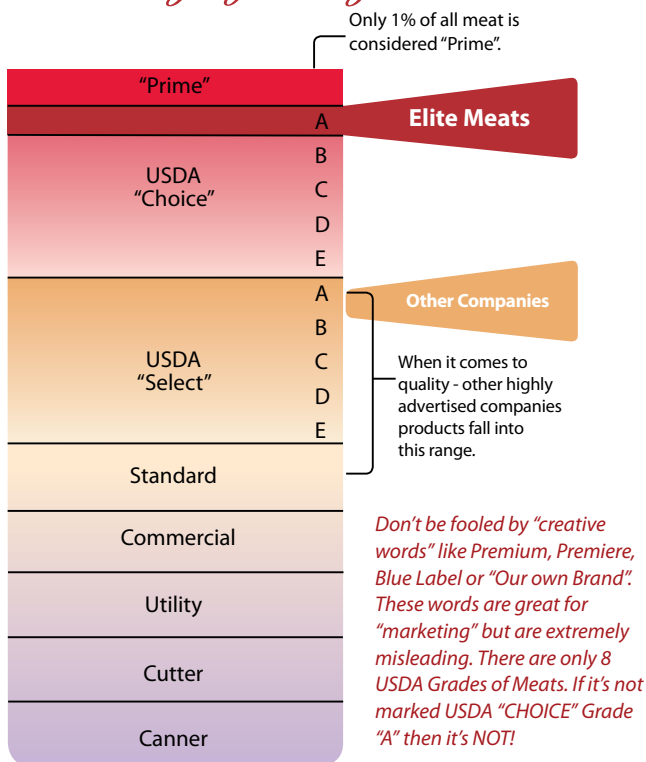 Only 1% of all meat is
considered “Prime”.
“Prime”
A
Elite Meats
B
USDA
“Choice”
C
D
E
A
Other Companies
B
USDA
“Select”
C
D
E
When it comes to
quality - other highly
advertised companies
products fall into
this range.
Standard
Commercial
Utility
Cutter
Canner
Don’t be fooled by “creative
words” like Premium, Premiere,
Blue Label or “Our own Brand”.
These words are great for
“marketing” but are extremely
misleading. There are only 8
USDA Grades of Meats. If it’s not
marked USDA “CHOICE” Grade
“A” then it’s NOT!